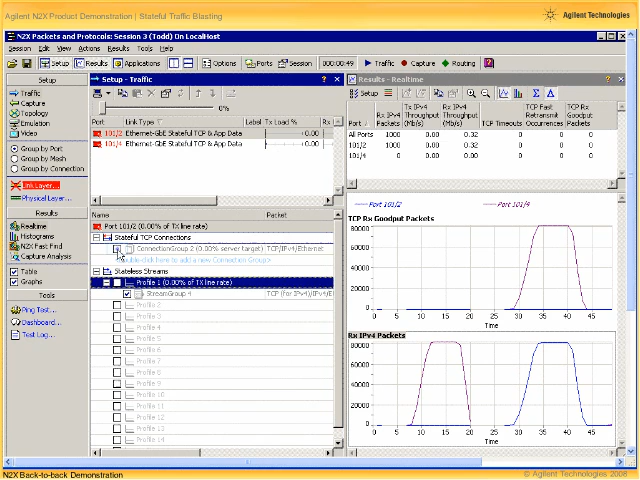 Agilent N2X Product Demonstration | Stateful Traffic Blasting
Agilent Technologies
N2X Packets and Protocols: Session 3 (Todd) On LocalHost
Session Edit View Actions Results Tools Help
Setup Results Applications Options Ports Session 00:00:49 Traffic Capture Routing
Setup
Traffic
Capture
Topology
Emulation
Video
Group by Port
Group by Mesh
Group by Connection
Link Layer...
Physical Layer...
Results
Realtime
Histograms
N2X Fast Find
Capture Analysis
Table
Graphs
Tools
Ping Test...
Dashboard...
Test Log...
Setup - Traffic
0%
Port Link Type Label Tx Load % Rx
101/2 Ethernet-GbE Stateful TCP & App Data +0.00
101/4 Ethernet-GbE Stateful TCP & App Data +0.00
Name Packet
Port 101/2 (0.00% of TX line rate)
Stateful TCP Connections
ConnectionGroup 2 (0.00% server target) TCP/IPv4/Ethernet
ouble-click here to add a new Connection Group>
Stateless Streams
Profile 1 (0.00% of TX line rate)
StreamGroup 4 TCP (for IPv4)/IPv4/E
Profile 2
Profile 3
Profile 4
Profile 5
Profile 6
Profile 7
Profile 8
Profile 9
Profile 10
Profile 11
Profile 12
Profile 13
Profile 14
Results - Realtime
Setup
Port Tx IPv4 Packets Tx IPv4 Throughput (Mb/s) Rx IPv4 Throughput (Mb/s) TCP Timeouts TCP Fast Retransmit Occurrences TCP Rx Goodput Packets
All Ports 1000 0.00 0.32 0 0 0
101/2 1000 0.00 0.32 0 0 0
101/4 0 0.00 0.00 0 0 0
Port 101/2 Port 101/4
TCP Rx Goodput Packets
80000
60000
40000
20000
0
0 5 10 15 20 25 30 35 40 45
Time
Rx IPv4 Packets
80000
60000
40000
20000
0
0 5 10 15 20 25 30 35 40 45
Time
N2X Back-to-back Demonstration
© Agilent Technologies 2008